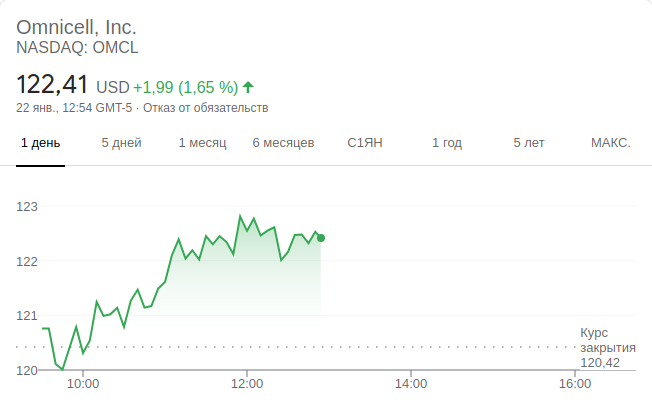 Omnicell, Inc.
NASDAQ: OMCL
122,41 USD +1,99 (1,65 %)
22 янв., 12:54 GMT-5 · Отказ от обязательств
1 день 5 дней 1 месяц 6 месяцев С1ЯН 1 год 5 лет МАКС.
123
122
121
Курс
закрытия
120,42
120
10:00 12:00 14:00 16:00